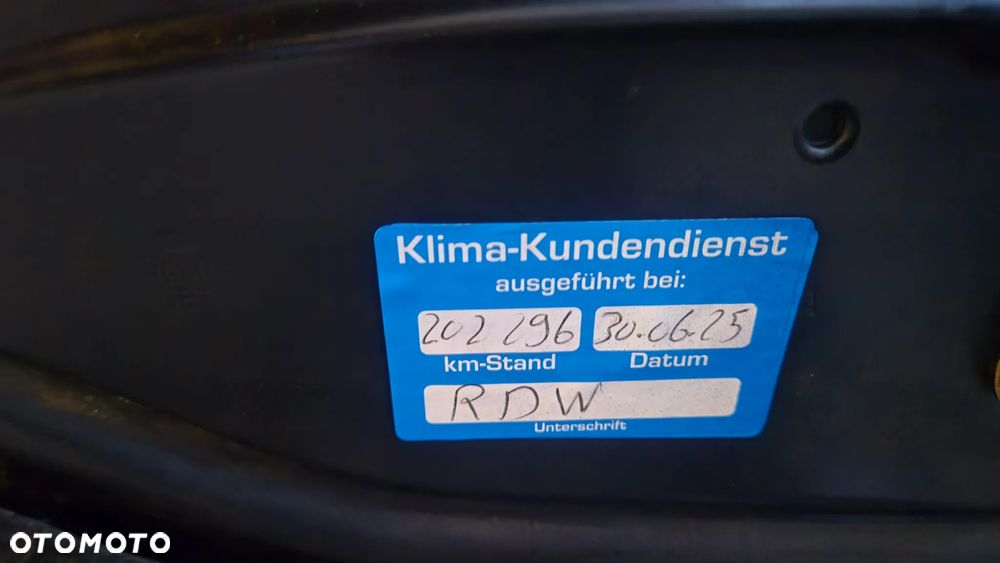 Klima-Kundendienst
ausgeführt bei:
202 296 30.06.25
km-Stand Datum
RDW
Unterschrift
OTOMOTO